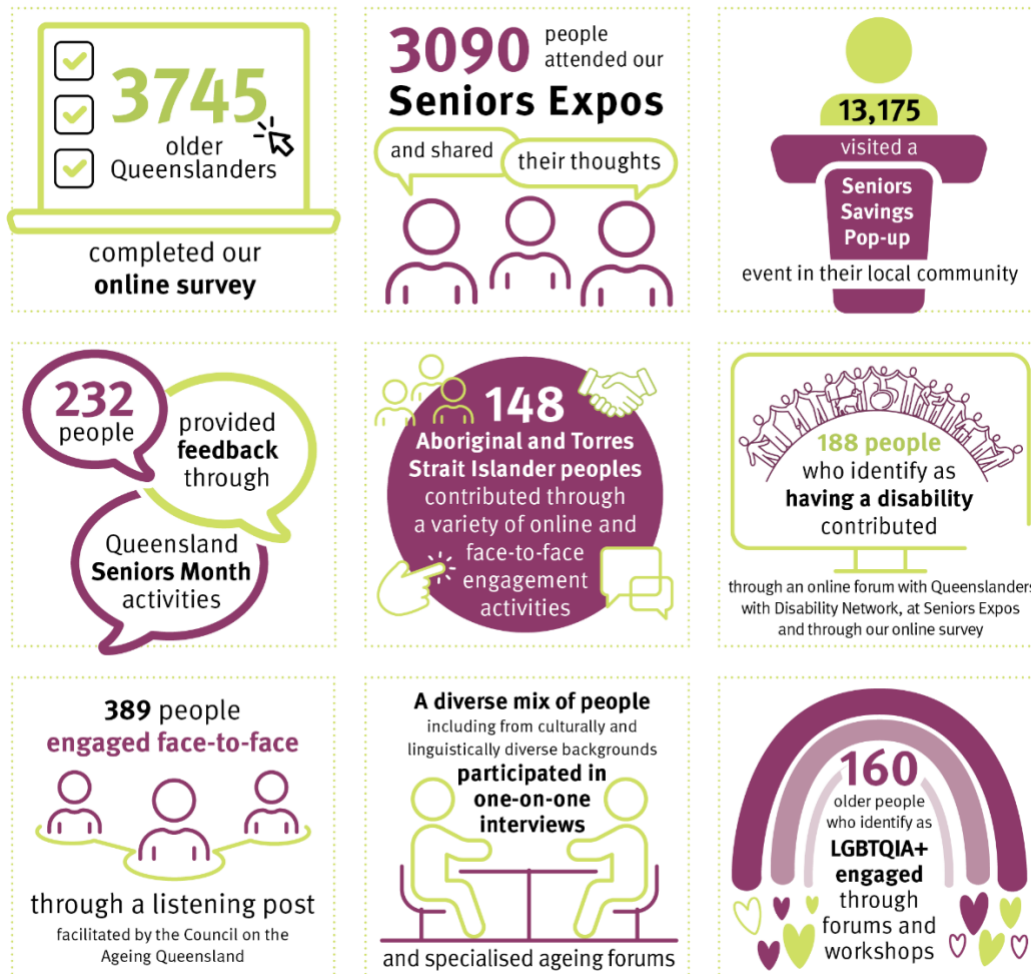 3745
older
Queenslanders
completed our
online survey
3090 people
attended our
Seniors Expos
and shared
their thoughts
13,175
visited a
Seniors
Savings
Pop-up
event in their local community
232
people
provided
feedback
through
Queensland
Seniors Month
activities
148
Aboriginal and Torres
Strait Islander peoples
contributed through
a variety of online and
face-to-face
engagement
activities
188 people
who identify as
having a disability
contributed
through an online forum with Queenslanders
with Disability Network, at Seniors Expos
and through our online survey
389 people
engaged face-to-face
through a listening post
facilitated by the Council on the
Ageing Queensland
A diverse mix of people
including from culturally and
linguistically diverse backgrounds
participated in
one-on-one
interviews
and specialised ageing forums
160
older people
who identify as
LGBTQIA+
engaged
through
forums and
workshops